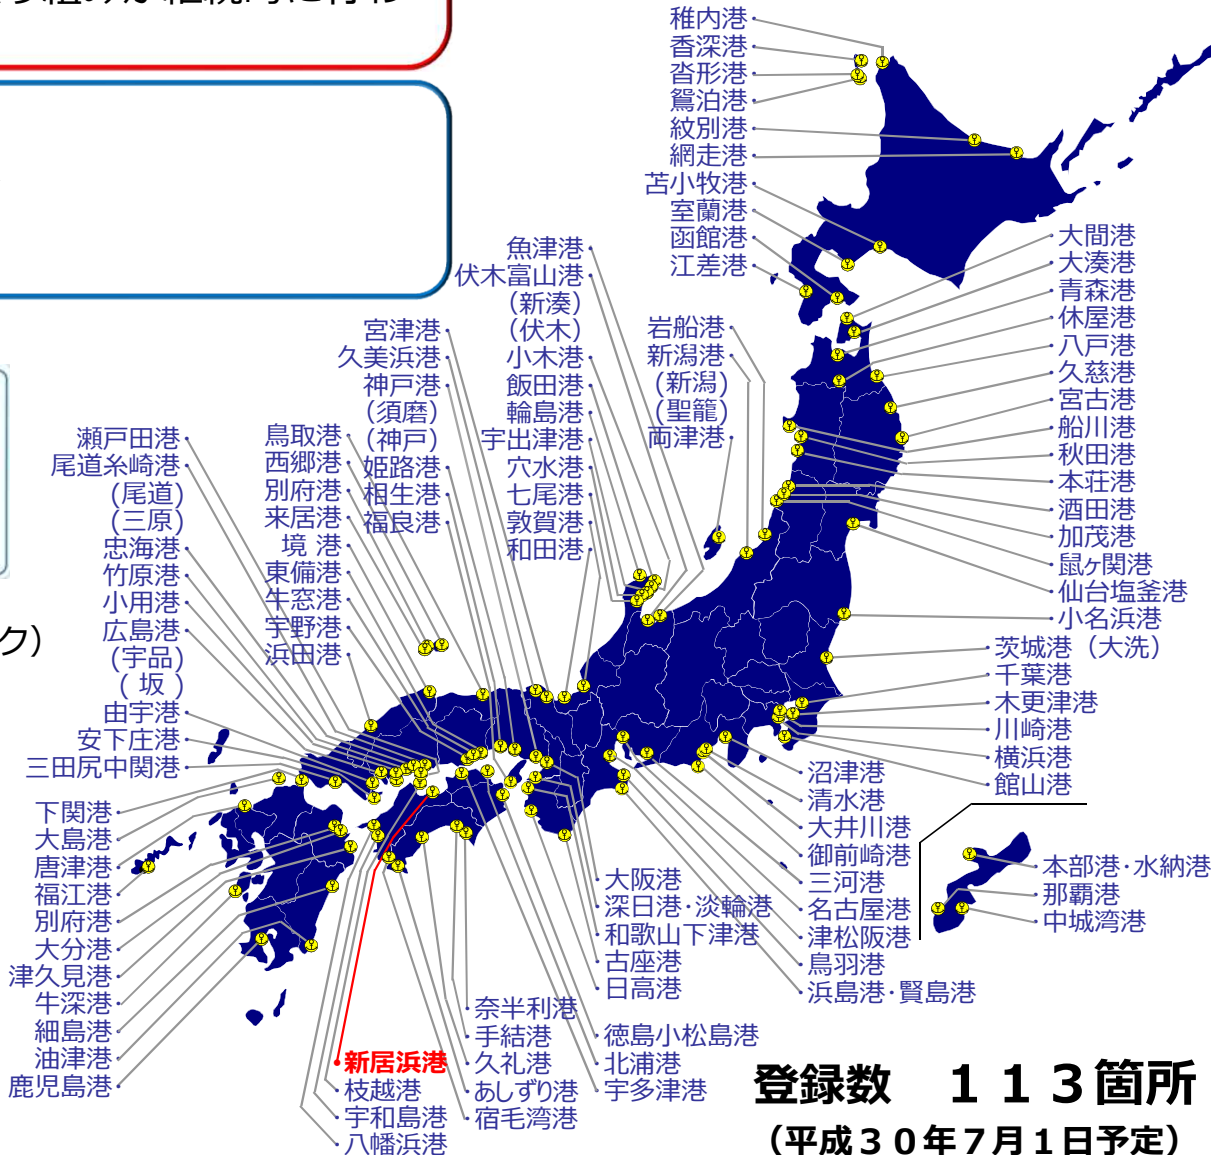 稚内港
香深港
沓形港
鴛泊港
紋別港
網走港
苫小牧港
室蘭港
函館港
江差港
大間港
大湊港
青森港
休屋港
八戸港
久慈港
宮古港
船川港
秋田港
本荘港
酒田港
加茂港
鼠ヶ関港
仙台塩釜港
小名浜港
茨城港（大洗）
千葉港
木更津港
川崎港
横浜港
館山港
魚津港
伏木富山港
（新湊）
（伏木）
小木港
飯田港
輪島港
宇出津港
穴水港
七尾港
敦賀港
和田港
岩船港
新潟港
（新潟）
（聖籠）
両津港
宮津港
久美浜港
神戸港
（須磨）
（神戸）
姫路港
相生港
福良港
鳥取港
西郷港
別府港
来居港
境 港
東備港
牛窓港
宇野港
浜田港
瀬戸田港
尾道糸崎港
（尾道）
（三原）
忠海港
竹原港
小用港
広島港
（宇品）
（ 坂 ）
由宇港
安下庄港
三田尻中関港
ク）
下関港
大島港
唐津港
福江港
別府港
大分港
津久見港
牛深港
細島港
油津港
鹿児島港
新居浜港
枝越港
宇和島港
八幡浜港
奈半利港
手結港
久礼港
あしずり港
宿毛湾港
徳島小松島港
北浦港
宇多津港
大阪港
深日港・淡輪港
和歌山下津港
古座港
日高港
沼津港
清水港
大井川港
御前崎港
三河港
名古屋港
津松阪港
鳥羽港
浜島港・賢島港
本部港・水納港
那覇港
中城湾港
登録数　１１３箇所
（平成３０年７月１日予定）